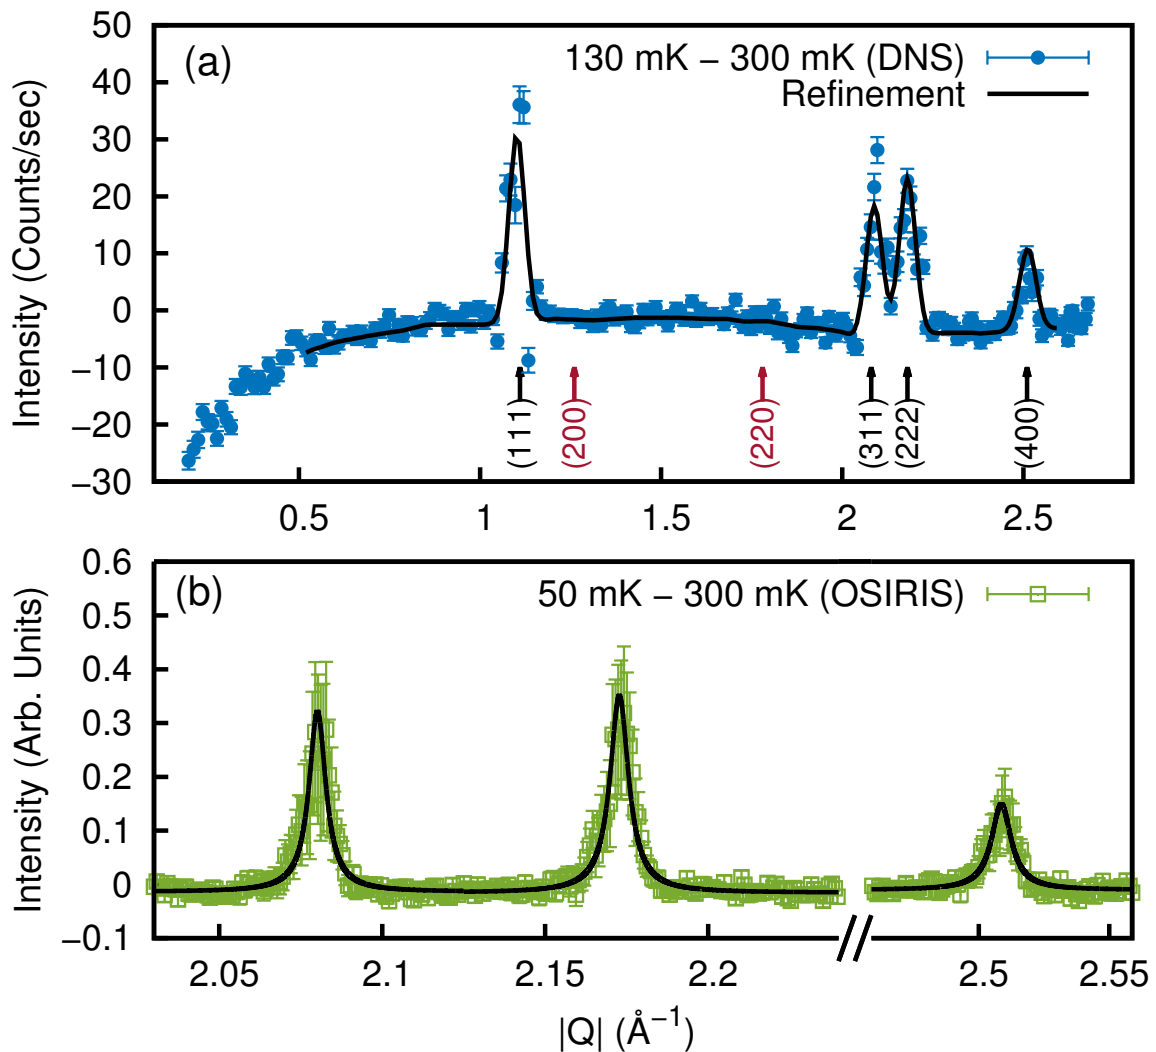 (a)
130 mK − 300 mK (DNS)
Refinement
Intensity (Counts/sec)
50
40
30
20
10
0
−10
−20
−30
(111)
(200)
(220)
(311)
(222)
(400)
0.5 1 1.5 2 2.5
(b)
50 mK − 300 mK (OSIRIS)
Intensity (Arb. Units)
0.6
0.5
0.4
0.3
0.2
0.1
0
−0.1
2.05 2.1 2.15 2.2 2.5 2.55
|Q| (Å⁻¹)